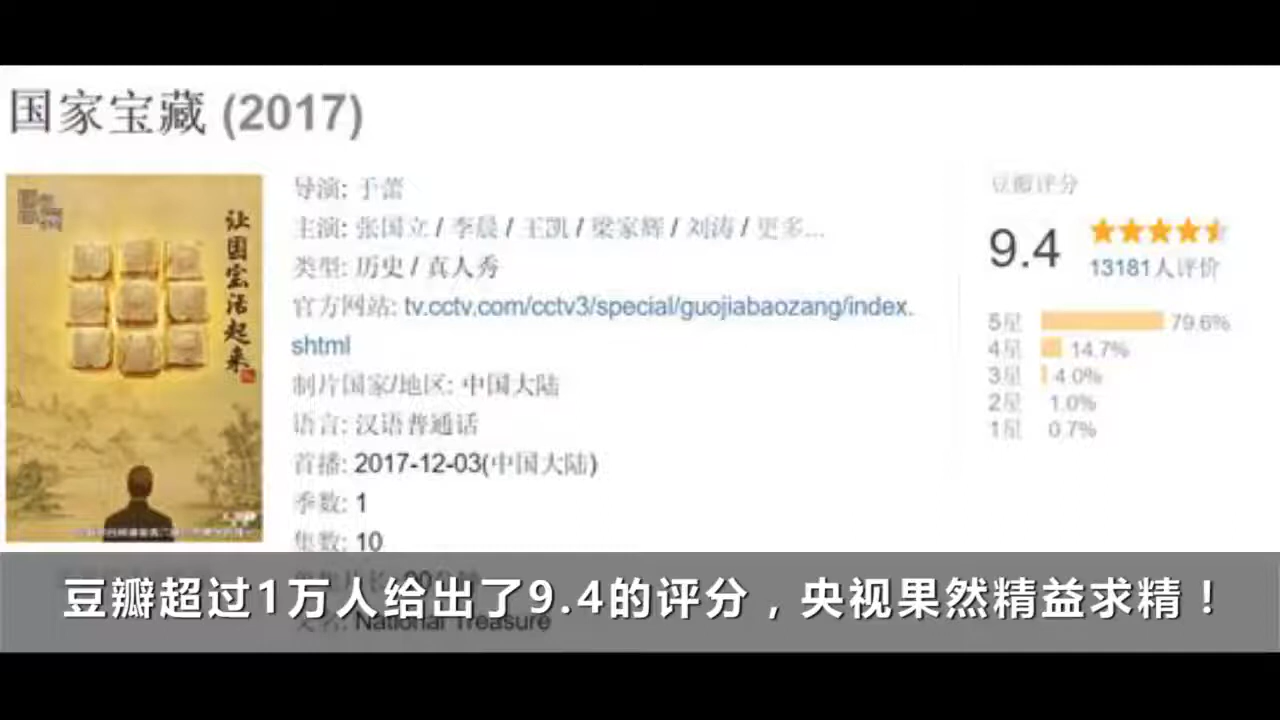 国家宝藏 (2017)
让国宝活起来
导演: 于蕾
主演: 张国立 / 李晨 / 王凯 / 梁家辉 / 刘涛 / 更多...
类型: 历史 / 真人秀
官方网站: tv.cctv.com/cctv3/special/guojiabaozang/index.
shtml
制片国家/地区: 中国大陆
语言: 汉语普通话
首播: 2017-12-03(中国大陆)
季数: 1
集数: 10
National Treasure
豆瓣评分
9.4
13181人评价
5星 79.6%
4星 14.7%
3星 4.0%
2星 1.0%
1星 0.7%
豆瓣超过1万人给出了9.4的评分，央视果然精益求精！